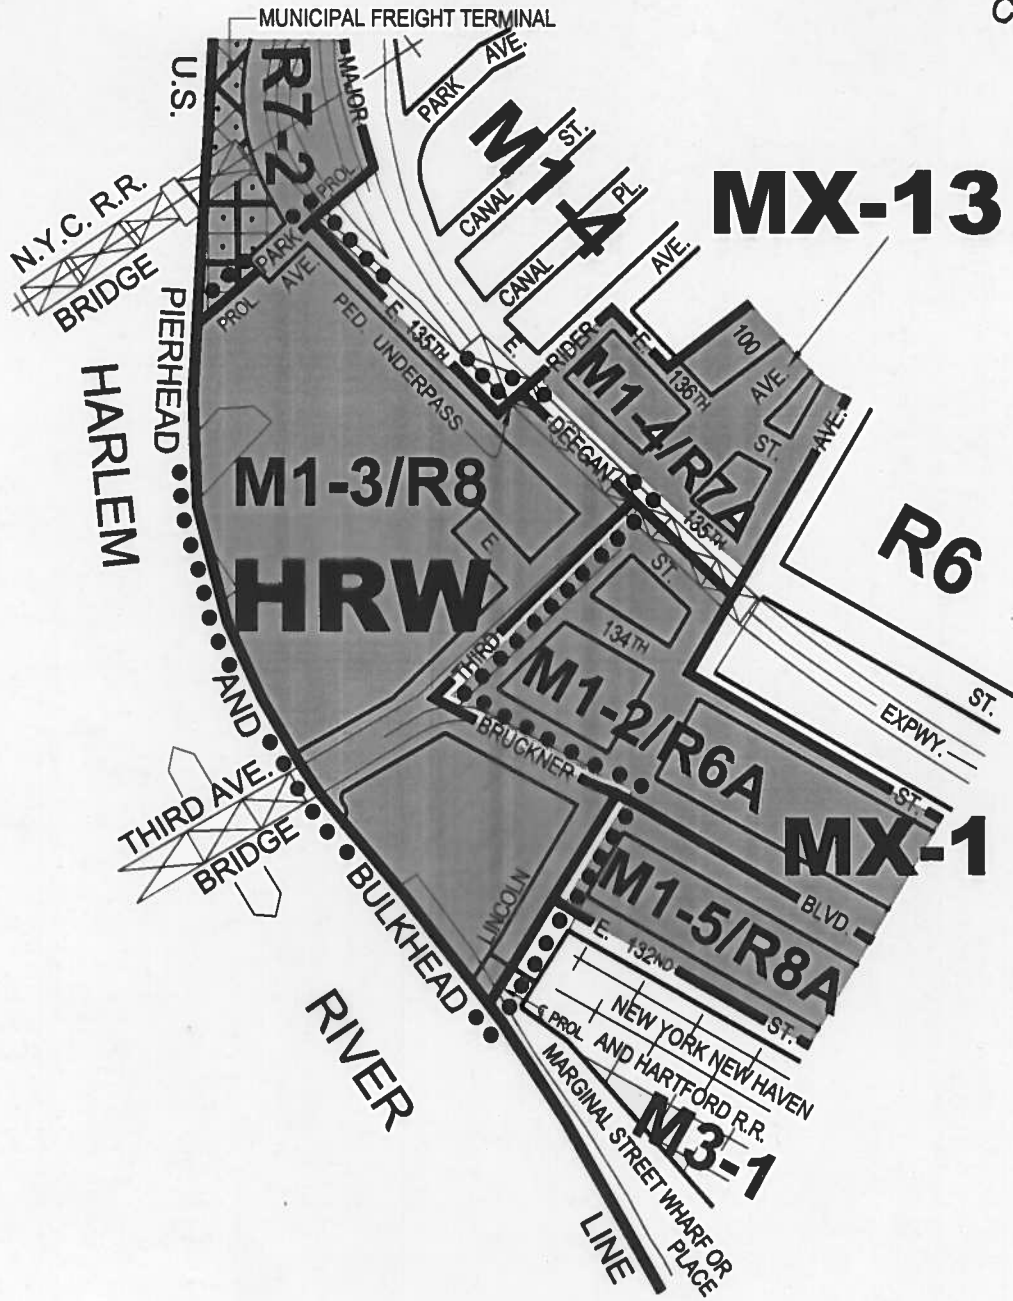 C
MUNICIPAL FREIGHT TERMINAL
U.S.
R7-2
MAJOR
PARK AVE.
M1-4
CANAL ST.
CANAL PL.
MX-13
N.Y.C. R.R.
BRIDGE
PROL
PARK
AVE.
PROL
PED. UNDERPASS
E. 135TH
E.
RIDER
AVE.
E. 136TH
100
AVE.
ST.
AVE.
M1-4/R7A
DEEGAN
135TH
ST.
PIERHEAD
HARLEM
M1-3/R8
HRW
E
R6
134TH
THIRD
M1-2/R6A
BRUCKNER
ST.
EXPWY.
ST.
MX-1
AND
THIRD AVE.
BRIDGE
BULKHEAD
LINCOLN
M1-5/R8A
BLVD.
E. 132ND
ST.
RIVER
PROL
NEW YORK NEW HAVEN
AND HARTFORD R.R.
M3-1
MARGINAL STREET WHARF OR
PLACE
LINE